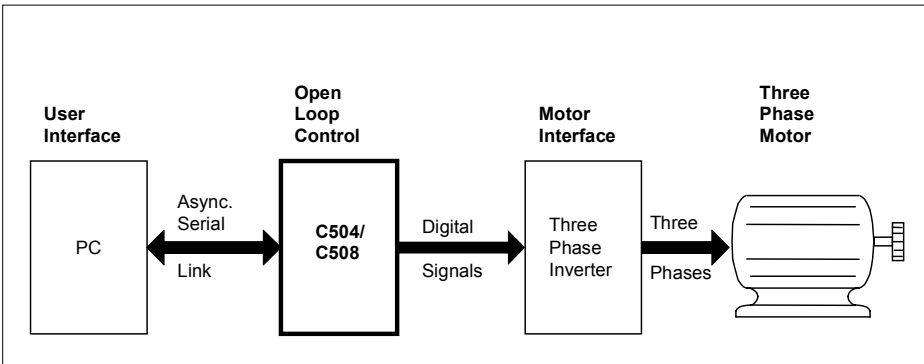 User
Interface
Open
Loop
Control
Motor
Interface
Three
Phase
Motor
PC
Async.
Serial
Link
C504/
C508
Digital
Signals
Three
Phase
Inverter
Three
Phases